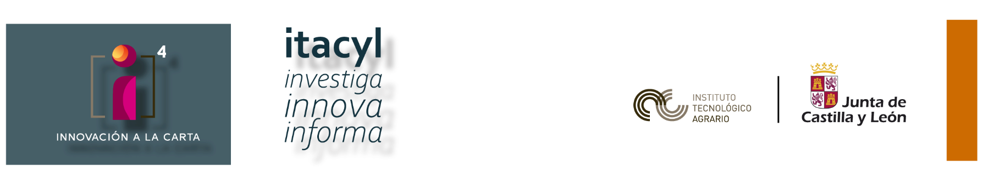 4
INNOVACIÓN A LA CARTA
itacyl
investiga
innova
informa
INSTITUTO
TECNOLÓGICO
AGRARIO
Junta de
Castilla y León